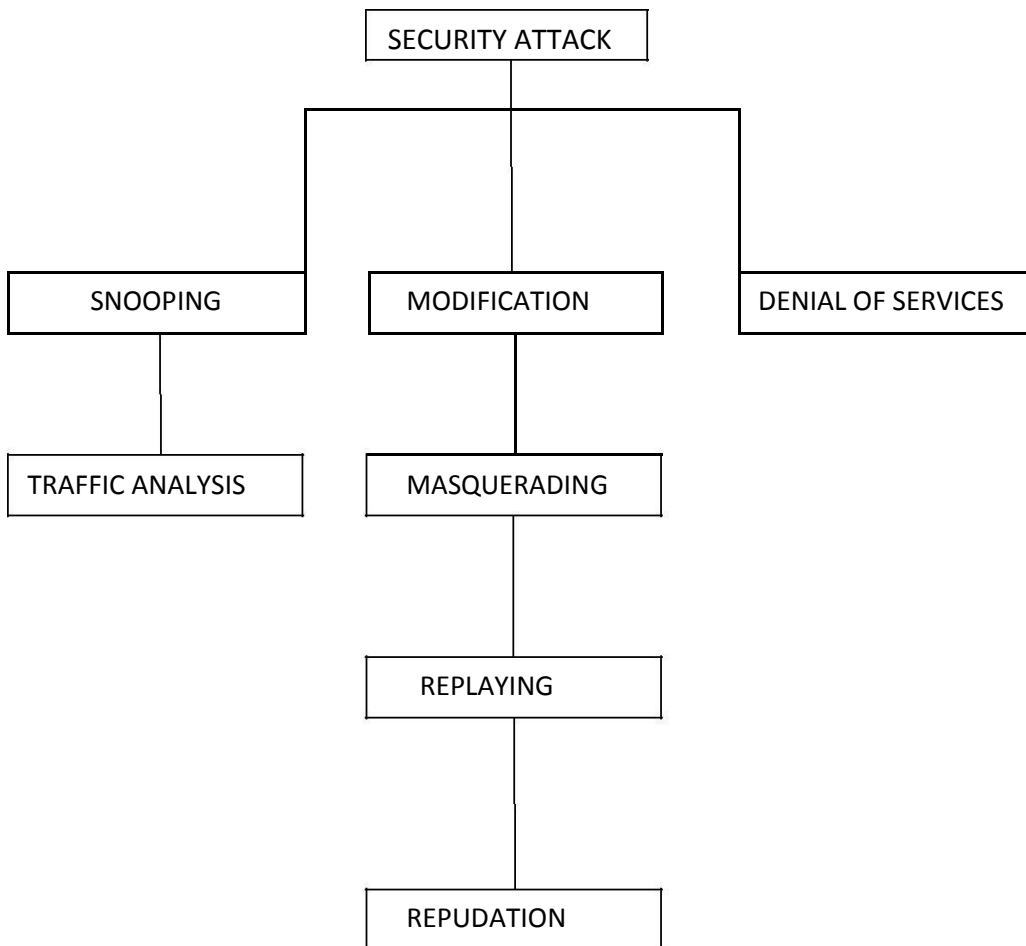 SECURITY ATTACK
SNOOPING
MODIFICATION
DENIAL OF SERVICES
TRAFFIC ANALYSIS
MASQUERADING
REPLAYING
REPUDATION